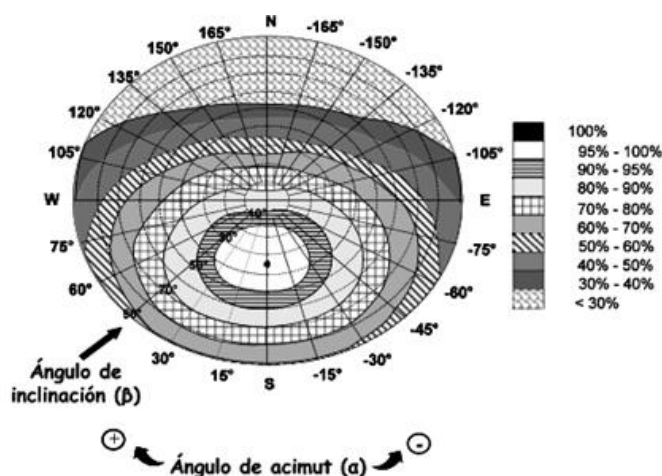 N
165°
-165°
150°
-150°
135°
-135°
120°
-120°
105°
-105°
W
E
75°
-75°
60°
-60°
-45°
30°
-30°
15°
-15°
S
10°
30°
50°
70°
90°
100%
95% - 100%
90% - 95%
80% - 90%
70% - 80%
60% - 70%
50% - 60%
40% - 50%
30% - 40%
< 30%
Ángulo de
inclinación (β)
+
Ángulo de acimut (α)
-